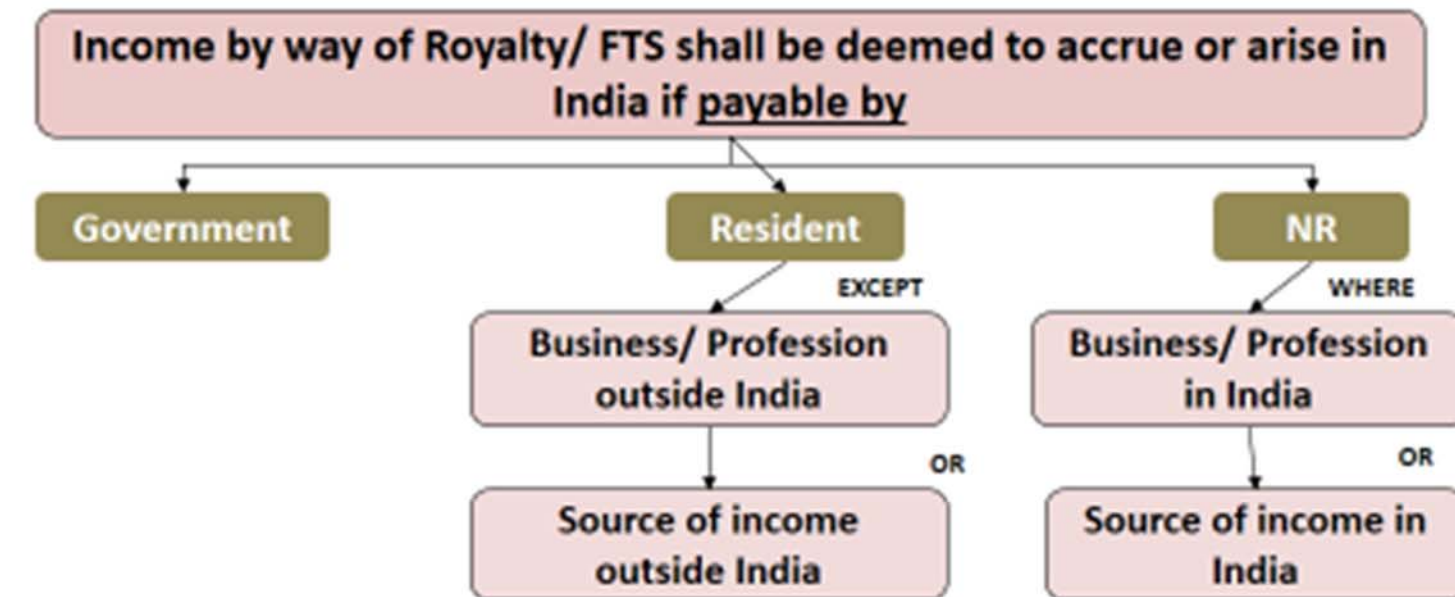 Income by way of Royalty/ FTS shall be deemed to accrue or arise in
India if payable by
Government
Resident
NR
EXCEPT
WHERE
Business/ Profession
outside India
Business/ Profession
in India
OR
OR
Source of income
outside India
Source of income in
India